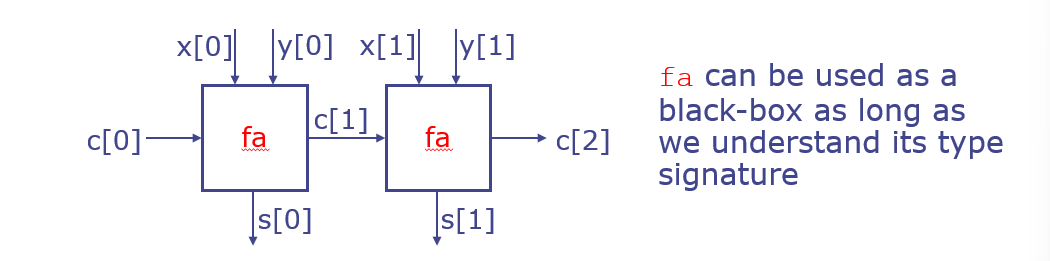 x[0] y[0] x[1] y[1]
c[0] fa c[1] fa c[2]
s[0] s[1]
fa can be used as a
black-box as long as
we understand its type
signature